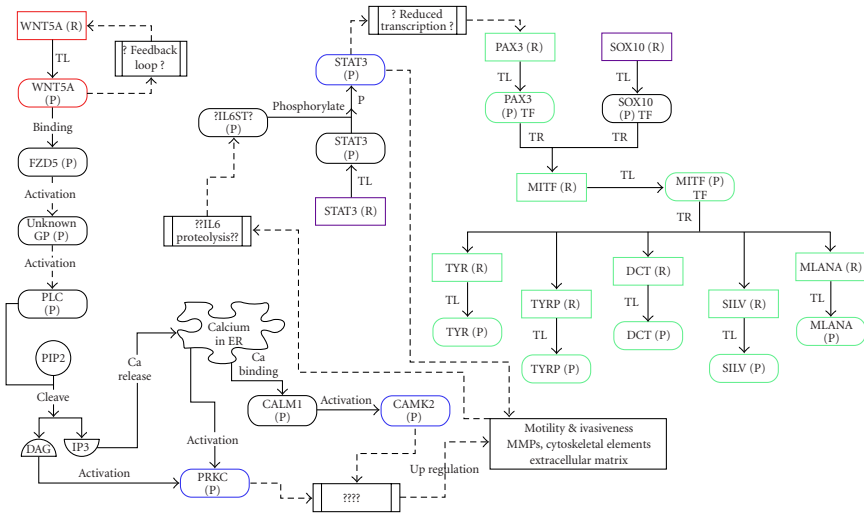 WNT5A (R)
TL
WNT5A
(P)
? Feedback
loop ?
Binding
FZD5 (P)
Activation
Unknown
GP (P)
Activation
PLC
(P)
PIP2
Cleave
DAG
IP3
Activation
Ca
release
Calcium
in ER
Ca
binding
CALM1
(P)
Activation
CAMK2
(P)
Activation
PRKC
(P)
????
Up regulation
Motility & ivasiveness
MMPs, cytoskeletal elements
extracellular matrix
??IL6
proteolysis??
?IL6ST?
(P)
Phosphorylate
P
STAT3
(P)
STAT3
(P)
TL
STAT3 (R)
? Reduced
transcription ?
PAX3 (R)
TL
PAX3
(P) TF
TR
SOX10 (R)
TL
SOX10
(P) TF
TR
MITF (R)
TL
MITF (P)
TF
TR
TYR (R)
TL
TYR (P)
TYRP (R)
TL
TYRP (P)
DCT (R)
TL
DCT (P)
SILV (R)
TL
SILV (P)
MLANA (R)
TL
MLANA
(P)